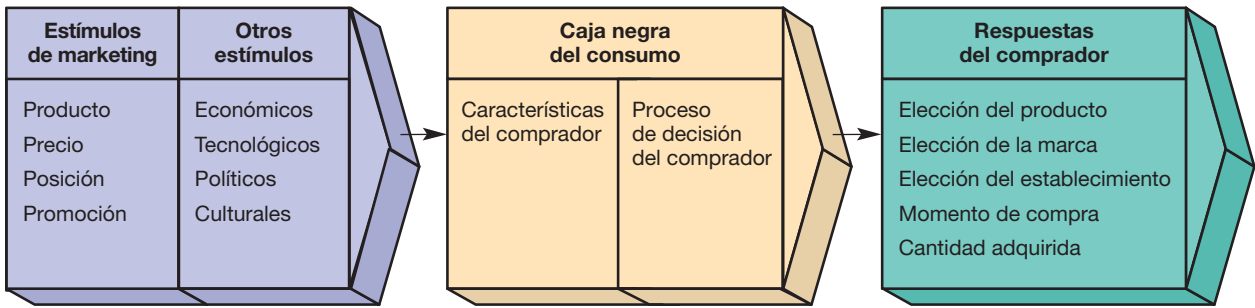 Estímulos
de marketing
Otros
estímulos
Producto
Precio
Posición
Promoción
Económicos
Tecnológicos
Políticos
Culturales
Caja negra
del consumo
Características
del comprador
Proceso
de decisión
del comprador
Respuestas
del comprador
Elección del producto
Elección de la marca
Elección del establecimiento
Momento de compra
Cantidad adquirida